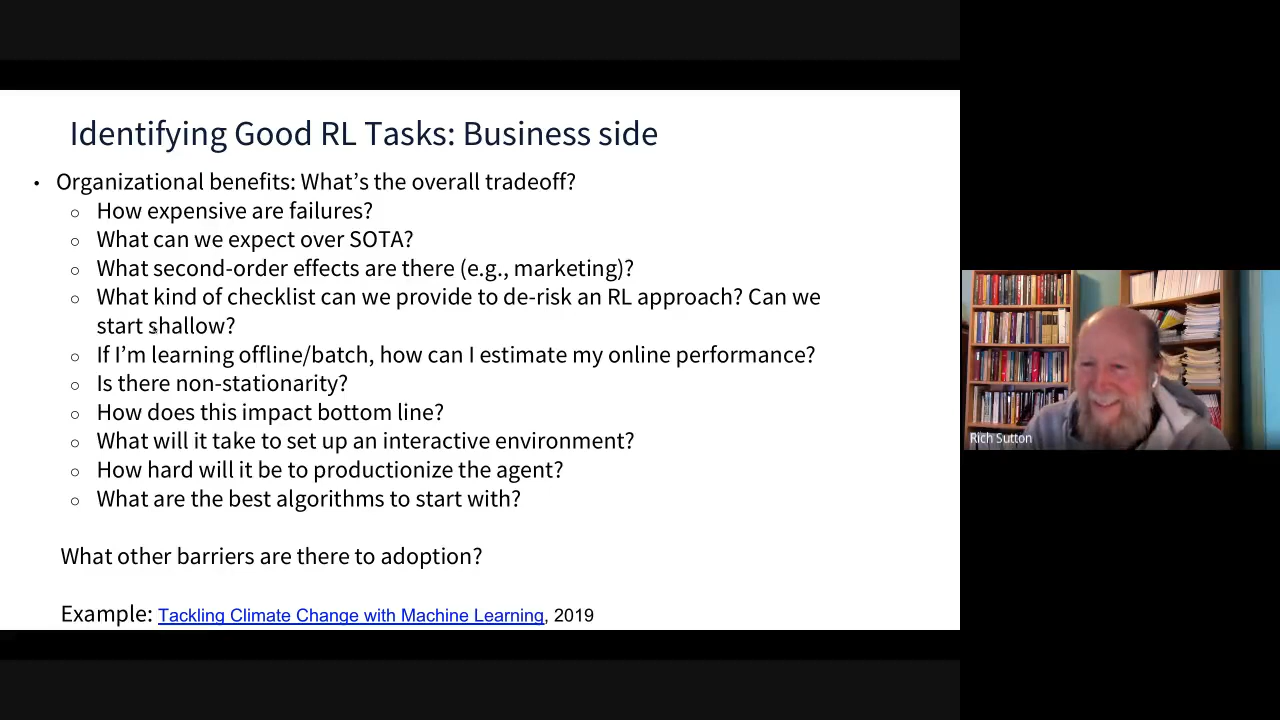 Identifying Good RL Tasks: Business side
• Organizational benefits: What's the overall tradeoff?
○ How expensive are failures?
○ What can we expect over SOTA?
○ What second-order effects are there (e.g., marketing)?
○ What kind of checklist can we provide to de-risk an RL approach? Can we
start shallow?
○ If I'm learning offline/batch, how can I estimate my online performance?
○ Is there non-stationarity?
○ How does this impact bottom line?
○ What will it take to set up an interactive environment?
○ How hard will it be to productionize the agent?
○ What are the best algorithms to start with?
What other barriers are there to adoption?
Example: Tackling Climate Change with Machine Learning, 2019
Rich Sutton